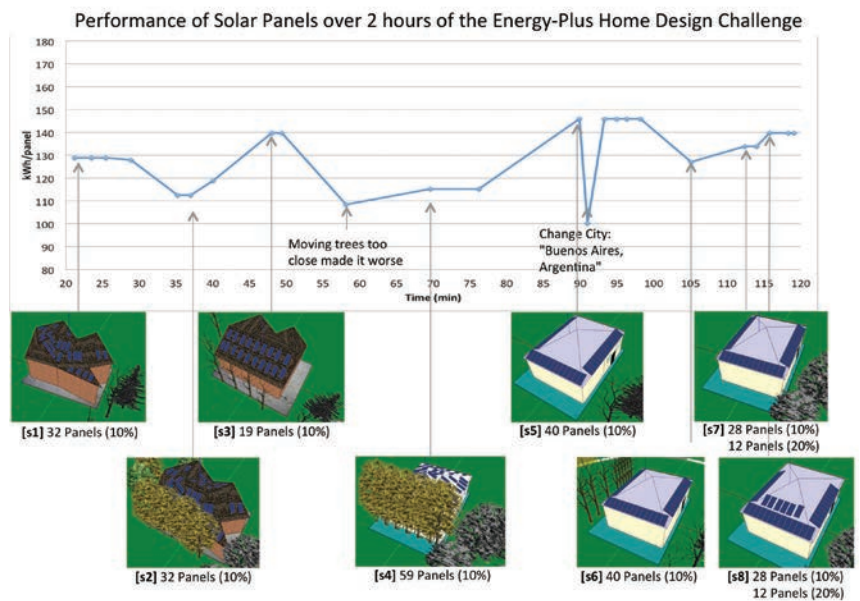 Performance of Solar Panels over 2 hours of the Energy-Plus Home Design Challenge
180
170
160
150
140
130
120
110
100
90
80
kWh/panel
Moving trees too
close made it worse
Change City:
"Buenos Aires,
Argentina"
20 25 30 35 40 45 50 55 60 65 70 75 80 85 90 95 100 105 110 115 120
Time (min)
[s1] 32 Panels (10%)
[s3] 19 Panels (10%)
[s5] 40 Panels (10%)
[s7] 28 Panels (10%)
12 Panels (20%)
[s2] 32 Panels (10%)
[s4] 59 Panels (10%)
[s6] 40 Panels (10%)
[s8] 28 Panels (10%)
12 Panels (20%)